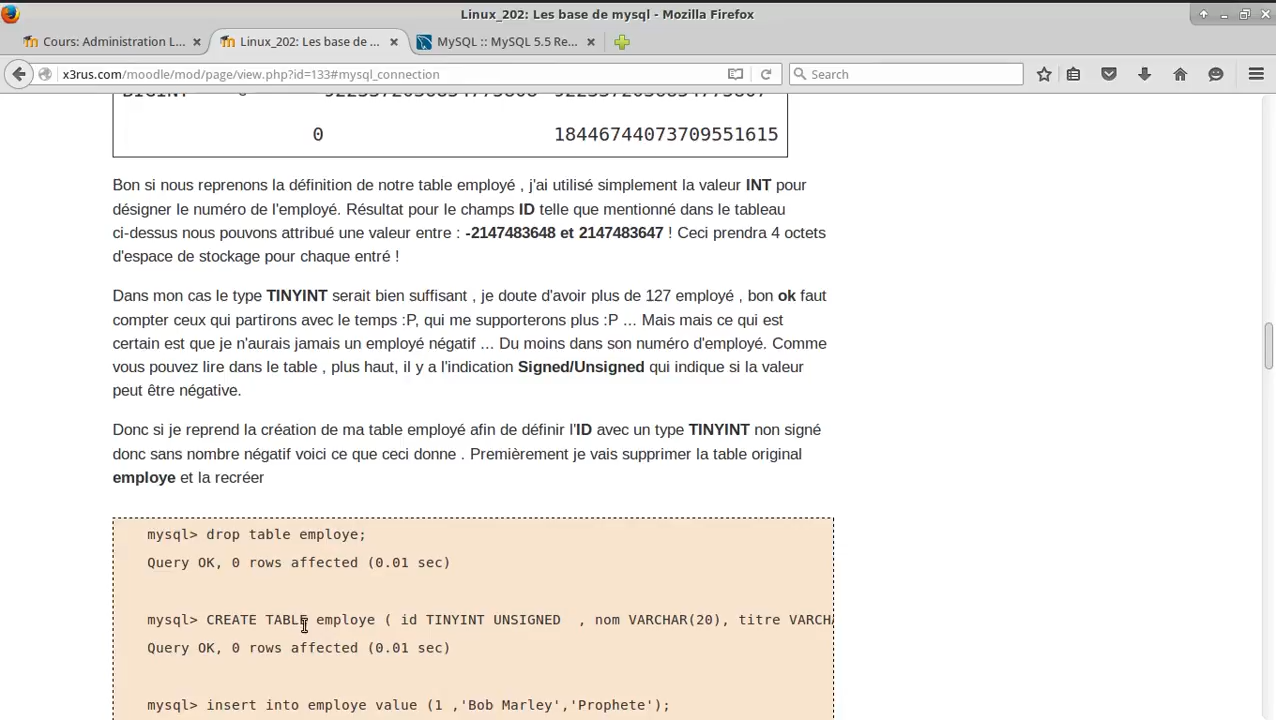 Linux_202: Les base de mysql - Mozilla Firefox
Cours: Administration L... Linux_202: Les base de ... MySQL :: MySQL 5.5 Re...
x3rus.com/moodle/mod/page/view.php?id=133#mysql_connection Search
0 18446744073709551615
Bon si nous reprenons la définition de notre table employé , j'ai utilisé simplement la valeur INT pour
désigner le numéro de l'employé. Résultat pour le champs ID telle que mentionné dans le tableau
ci-dessus nous pouvons attribué une valeur entre : -2147483648 et 2147483647 ! Ceci prendra 4 octets
d'espace de stockage pour chaque entré !
Dans mon cas le type TINYINT serait bien suffisant , je doute d'avoir plus de 127 employé , bon ok faut
compter ceux qui partirons avec le temps :P, qui me supporterons plus :P ... Mais mais ce qui est
certain est que je n'aurais jamais un employé négatif ... Du moins dans son numéro d'employé. Comme
vous pouvez lire dans le table , plus haut, il y a l'indication Signed/Unsigned qui indique si la valeur
peut être négative.
Donc si je reprend la création de ma table employé afin de définir l'ID avec un type TINYINT non signé
donc sans nombre négatif voici ce que ceci donne . Premièrement je vais supprimer la table original
employe et la recréer
mysql> drop table employe;
Query OK, 0 rows affected (0.01 sec)
mysql> CREATE TABLE employe ( id TINYINT UNSIGNED  , nom VARCHAR(20), titre VARCH
Query OK, 0 rows affected (0.01 sec)
mysql> insert into employe value (1 ,'Bob Marley','Prophete');